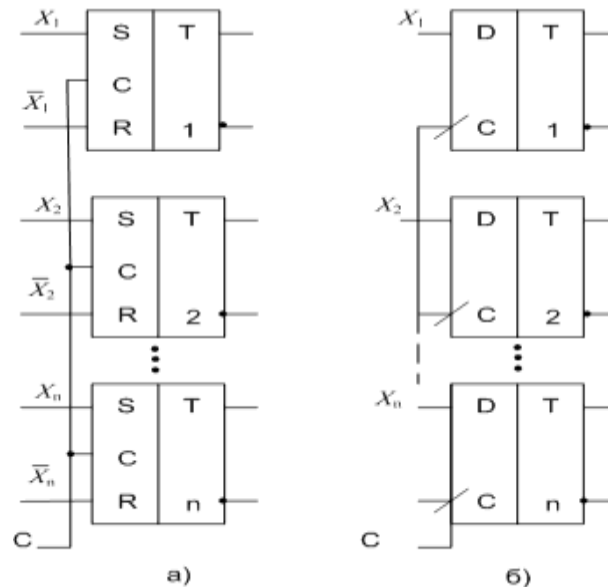 X₁ S T
C
X̅₁ R 1
X₂ S T
C
X̅₂ R 2
Xₙ S T
C
X̅ₙ R n
C
а)
X₁ D T
C 1
X₂ D T
C 2
Xₙ D T
C n
C
б)